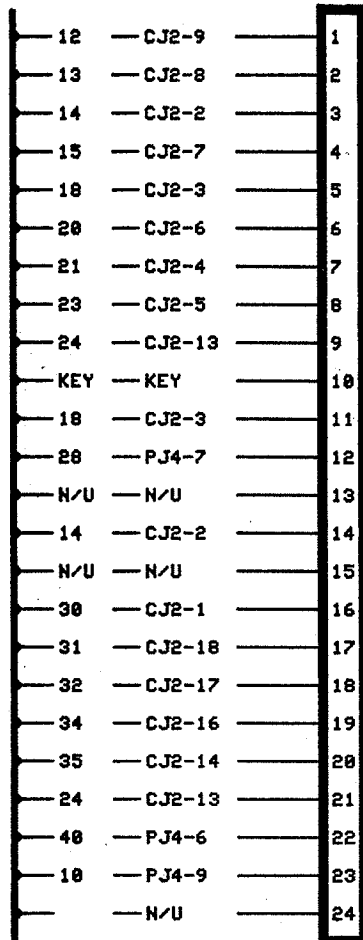 12 CJ2-9 1
13 CJ2-8 2
14 CJ2-2 3
15 CJ2-7 4
18 CJ2-3 5
20 CJ2-6 6
21 CJ2-4 7
23 CJ2-5 8
24 CJ2-13 9
KEY KEY 10
18 CJ2-3 11
28 PJ4-7 12
N/U N/U 13
14 CJ2-2 14
N/U N/U 15
30 CJ2-1 16
31 CJ2-18 17
32 CJ2-17 18
34 CJ2-16 19
35 CJ2-14 20
24 CJ2-13 21
40 PJ4-6 22
10 PJ4-9 23
N/U 24